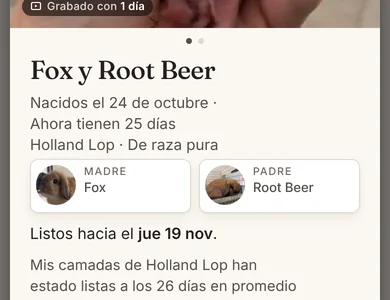 Grabado con 1 día
Fox y Root Beer
Nacidos el 24 de octubre ·
Ahora tienen 25 días
Holland Lop · De raza pura
MADRE
Fox
PADRE
Root Beer
Listos hacia el jue 19 nov.
Mis camadas de Holland Lop han
estado listas a los 26 días en promedio